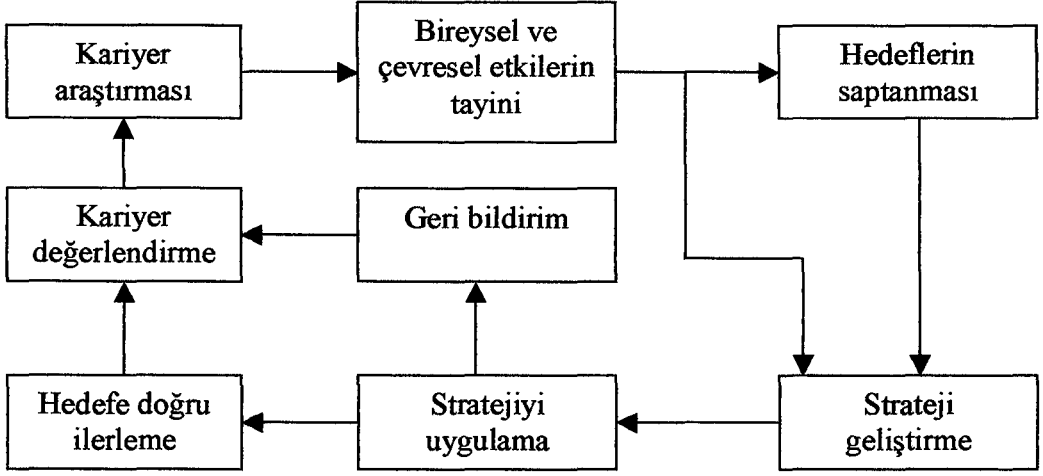 Kariyer
araştırması
Bireysel ve
çevresel etkilerin
tayini
Hedeflerin
saptanması
Kariyer
değerlendirme
Geri bildirim
Hedefe doğru
ilerleme
Stratejiyi
uygulama
Strateji
geliştirme